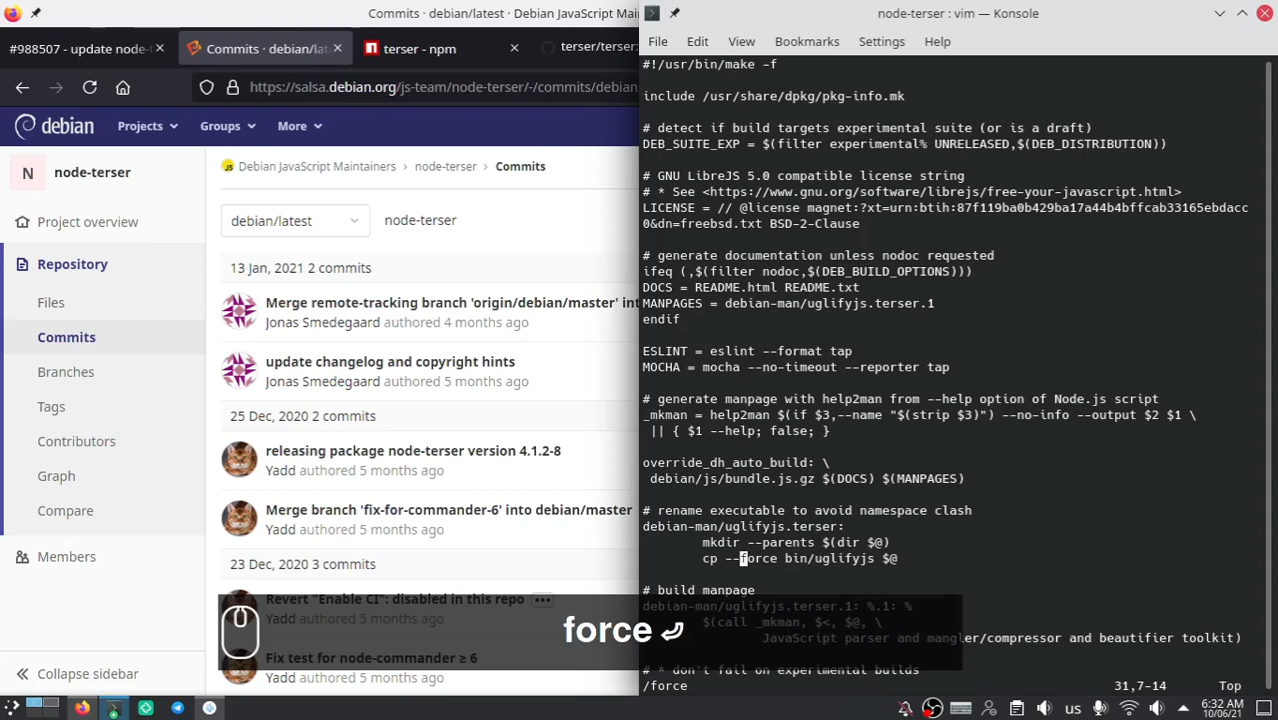 Commits · debian/latest · Debian JavaScript Mai
node-terser : vim — Konsole
#988507 - update node-t
Commits · debian/lat
terser - npm
terser/terser:
File Edit View Bookmarks Settings Help
https://salsa.debian.org/js-team/node-terser/-/commits/debian
debian
Projects
Groups
More
N
node-terser
Project overview
Repository
Files
Commits
Branches
Tags
Contributors
Graph
Compare
Members
Collapse sidebar
JS
Debian JavaScript Maintainers › node-terser › Commits
debian/latest
node-terser
13 Jan, 2021 2 commits
Merge remote-tracking branch 'origin/debian/master' int
Jonas Smedegaard authored 4 months ago
update changelog and copyright hints
Jonas Smedegaard authored 5 months ago
25 Dec, 2020 2 commits
releasing package node-terser version 4.1.2-8
Yadd authored 5 months ago
Merge branch 'fix-for-commander-6' into debian/master
Yadd authored 5 months ago
23 Dec, 2020 3 commits
Revert "Enable CI": disabled in this repo
Yadd authored 5 months ago
Fix test for node-commander ≥ 6
Yadd authored 5 months ago
#!/usr/bin/make -f
include /usr/share/dpkg/pkg-info.mk
# detect if build targets experimental suite (or is a draft)
DEB_SUITE_EXP = $(filter experimental% UNRELEASED,$(DEB_DISTRIBUTION))
# GNU LibreJS 5.0 compatible license string
# * See <https://www.gnu.org/software/librejs/free-your-javascript.html>
LICENSE = // @license magnet:?xt=urn:btih:87f119ba0b429ba17a44b4bffcab33165ebdacc
0&dn=freebsd.txt BSD-2-Clause
# generate documentation unless nodoc requested
ifeq (,$(filter nodoc,$(DEB_BUILD_OPTIONS)))
DOCS = README.html README.txt
MANPAGES = debian-man/uglifyjs.terser.1
endif
ESLINT = eslint --format tap
MOCHA = mocha --no-timeout --reporter tap
# generate manpage with help2man from --help option of Node.js script
_mkman = help2man $(if $3,--name "$(strip $3)") --no-info --output $2 $1 \
|| { $1 --help; false; }
override_dh_auto_build: \
debian/js/bundle.js.gz $(DOCS) $(MANPAGES)
# rename executable to avoid namespace clash
debian-man/uglifyjs.terser:
mkdir --parents $(dir $@)
cp --force bin/uglifyjs $@
# build manpage
debian-man/uglifyjs.terser.1: %.1: %
$(call _mkman, $<, $@, \
JavaScript parser and mangler/compressor and beautifier toolkit)
# * don't fail on experimental builds
/force
31,7-14
Top
force ⏎
us
6:32 AM
10/06/21